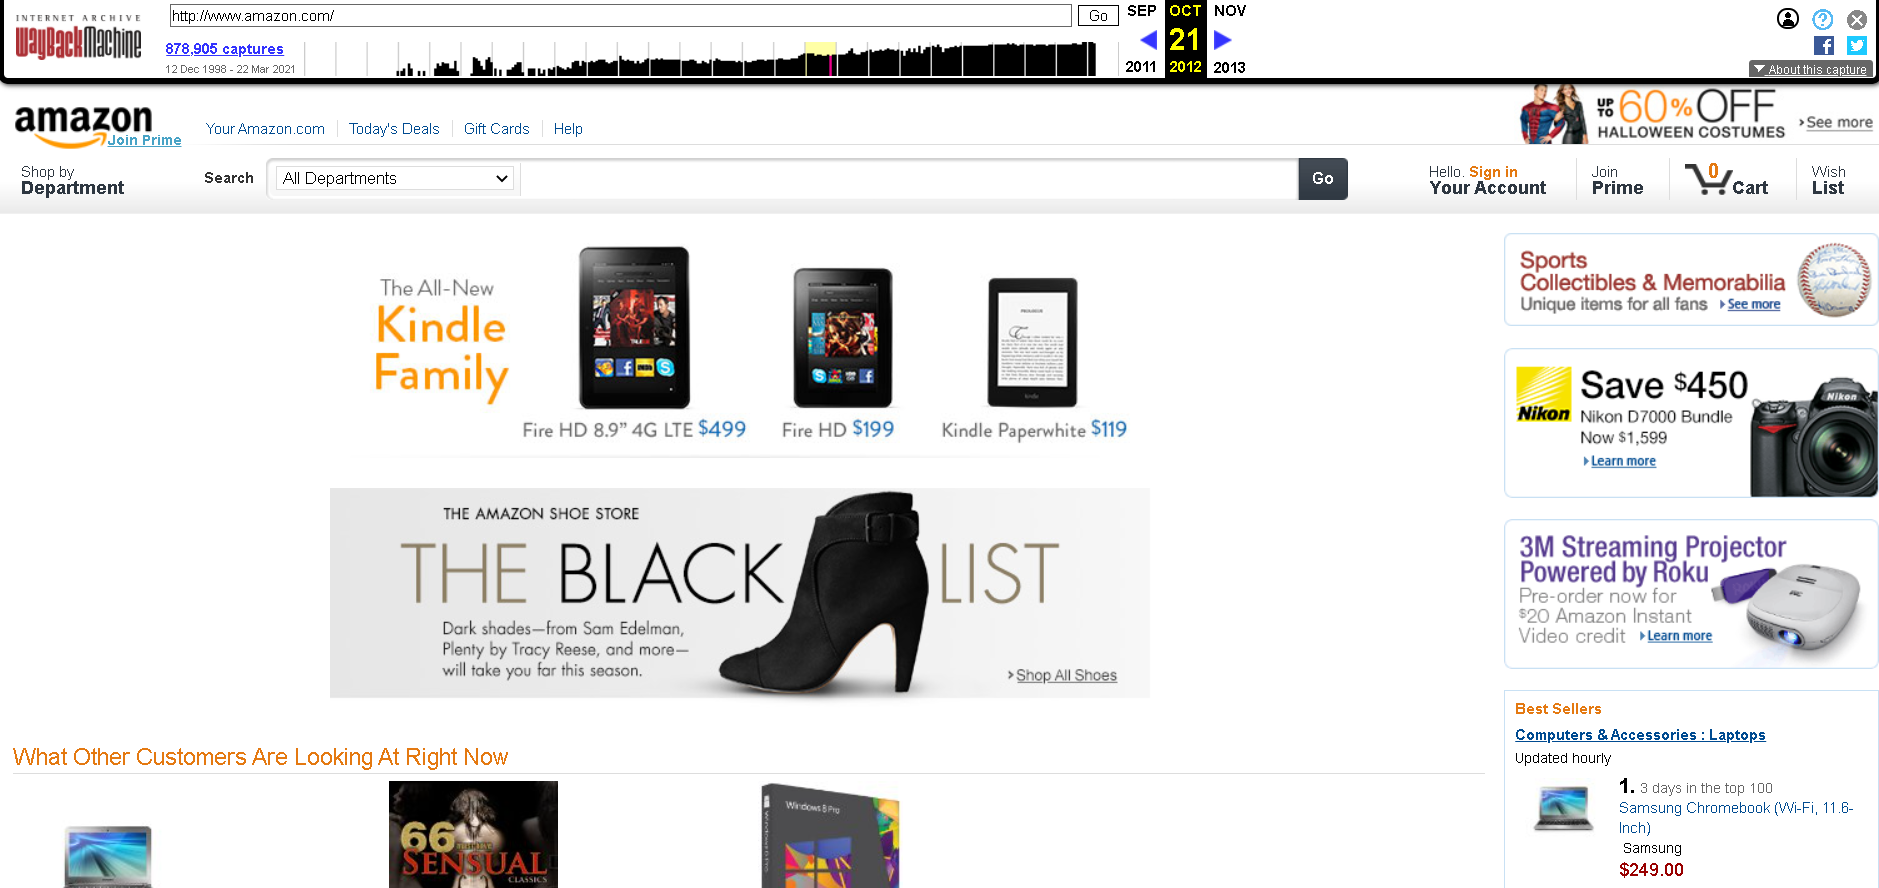 INTERNET ARCHIVE
WayBackMachine
http://www.amazon.com/
Go
SEP
OCT
NOV
878,905 captures
21
12 Dec 1998 - 22 Mar 2021
2011
2012
2013
About this capture
amazon
Join Prime
Your Amazon.com
Today's Deals
Gift Cards
Help
UP TO 60% OFF
HALLOWEEN COSTUMES
See more
Shop by
Department
Search
All Departments
Go
Hello. Sign in
Your Account
Join
Prime
0
Cart
Wish
List
The All-New
Kindle
Family
Fire HD 8.9" 4G LTE $499
Fire HD $199
Kindle Paperwhite $119
PROLOGUE
kindle
Sports
Collectibles & Memorabilia
Unique items for all fans
See more
Nikon
Save $450
Nikon D7000 Bundle
Now $1,599
Learn more
Nikon
THE AMAZON SHOE STORE
THE BLACK LIST
Dark shades—from Sam Edelman,
Plenty by Tracy Reese, and more—
will take you far this season.
Shop All Shoes
3M Streaming Projector
Powered by Roku
Pre-order now for
$20 Amazon Instant
Video credit
Learn more
Best Sellers
Computers & Accessories : Laptops
Updated hourly
1. 3 days in the top 100
Samsung Chromebook (Wi-Fi, 11.6-
Inch)
Samsung
$249.00
What Other Customers Are Looking At Right Now
66
SENSUAL
CLASSICS
Windows 8 Pro